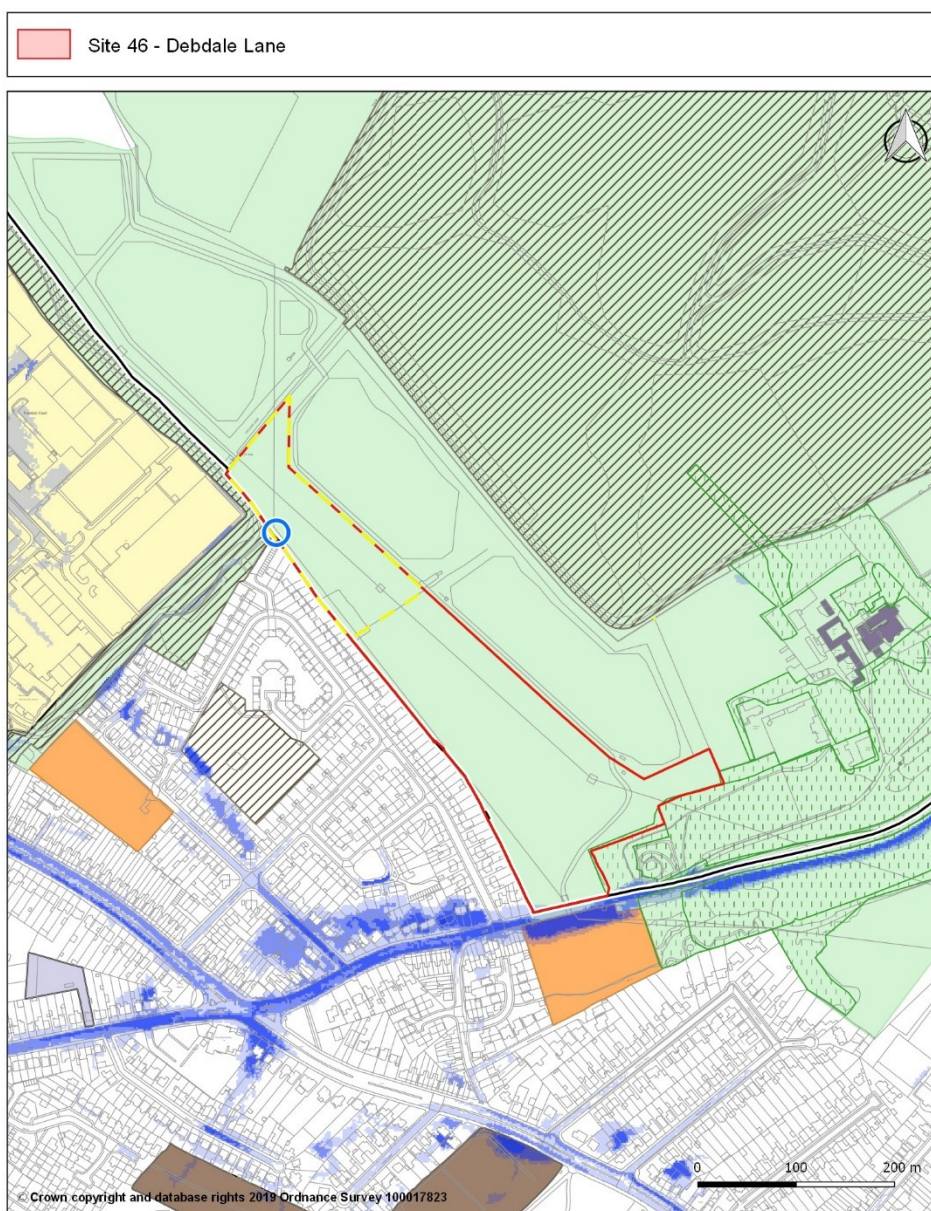 Site 46 - Debdale Lane
0 100 200 m
© Crown copyright and database rights 2019 Ordnance Survey 100017823